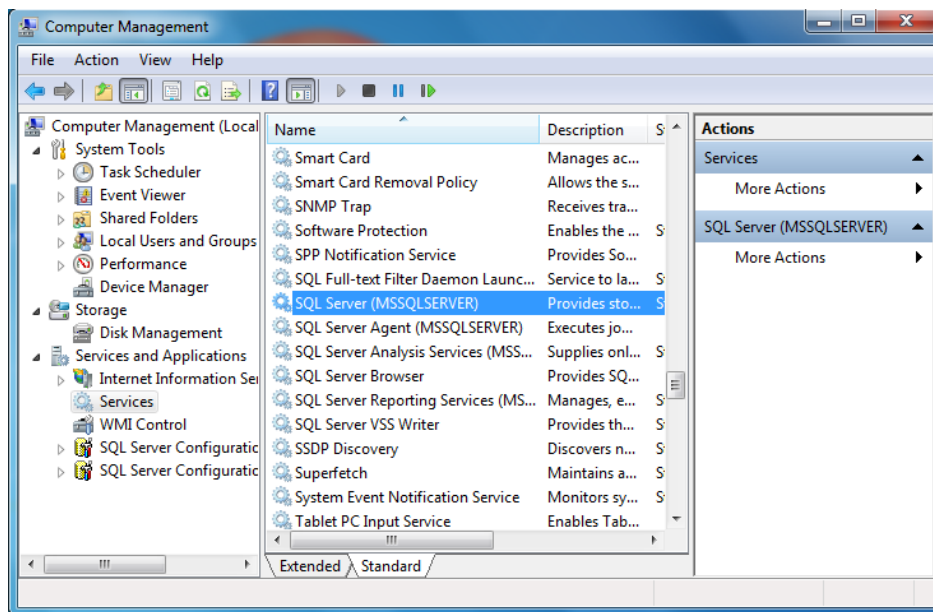 Computer Management
File Action View Help
Computer Management (Local
System Tools
Task Scheduler
Event Viewer
Shared Folders
Local Users and Groups
Performance
Device Manager
Storage
Disk Management
Services and Applications
Internet Information Ser
Services
WMI Control
SQL Server Configuratic
SQL Server Configuratic
Name Description S
Smart Card Manages ac...
Smart Card Removal Policy Allows the s...
SNMP Trap Receives tra...
Software Protection Enables the ... S
SPP Notification Service Provides So...
SQL Full-text Filter Daemon Launc... Service to la... S
SQL Server (MSSQLSERVER) Provides sto... S
SQL Server Agent (MSSQLSERVER) Executes jo...
SQL Server Analysis Services (MSS... Supplies onl... S
SQL Server Browser Provides SQ...
SQL Server Reporting Services (MS... Manages, e... S
SQL Server VSS Writer Provides th... S
SSDP Discovery Discovers n... S
Superfetch Maintains a... S
System Event Notification Service Monitors sy... S
Tablet PC Input Service Enables Tab...
Extended Standard
Actions
Services
More Actions
SQL Server (MSSQLSERVER)
More Actions